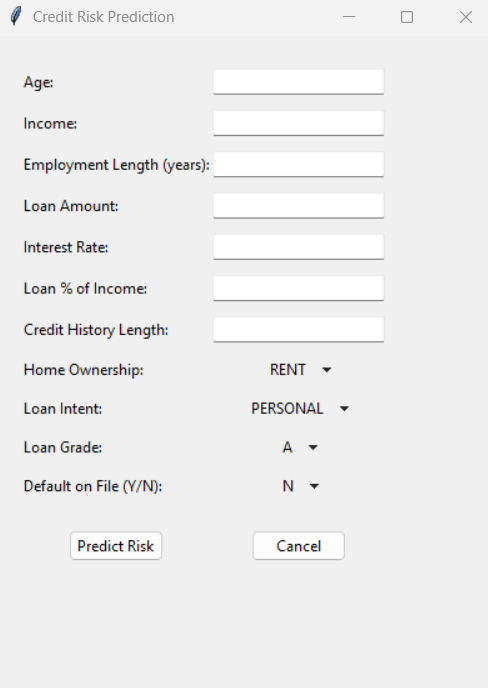 Credit Risk Prediction
Age:
Income:
Employment Length (years):
Loan Amount:
Interest Rate:
Loan % of Income:
Credit History Length:
Home Ownership: RENT
Loan Intent: PERSONAL
Loan Grade: A
Default on File (Y/N): N
Predict Risk Cancel